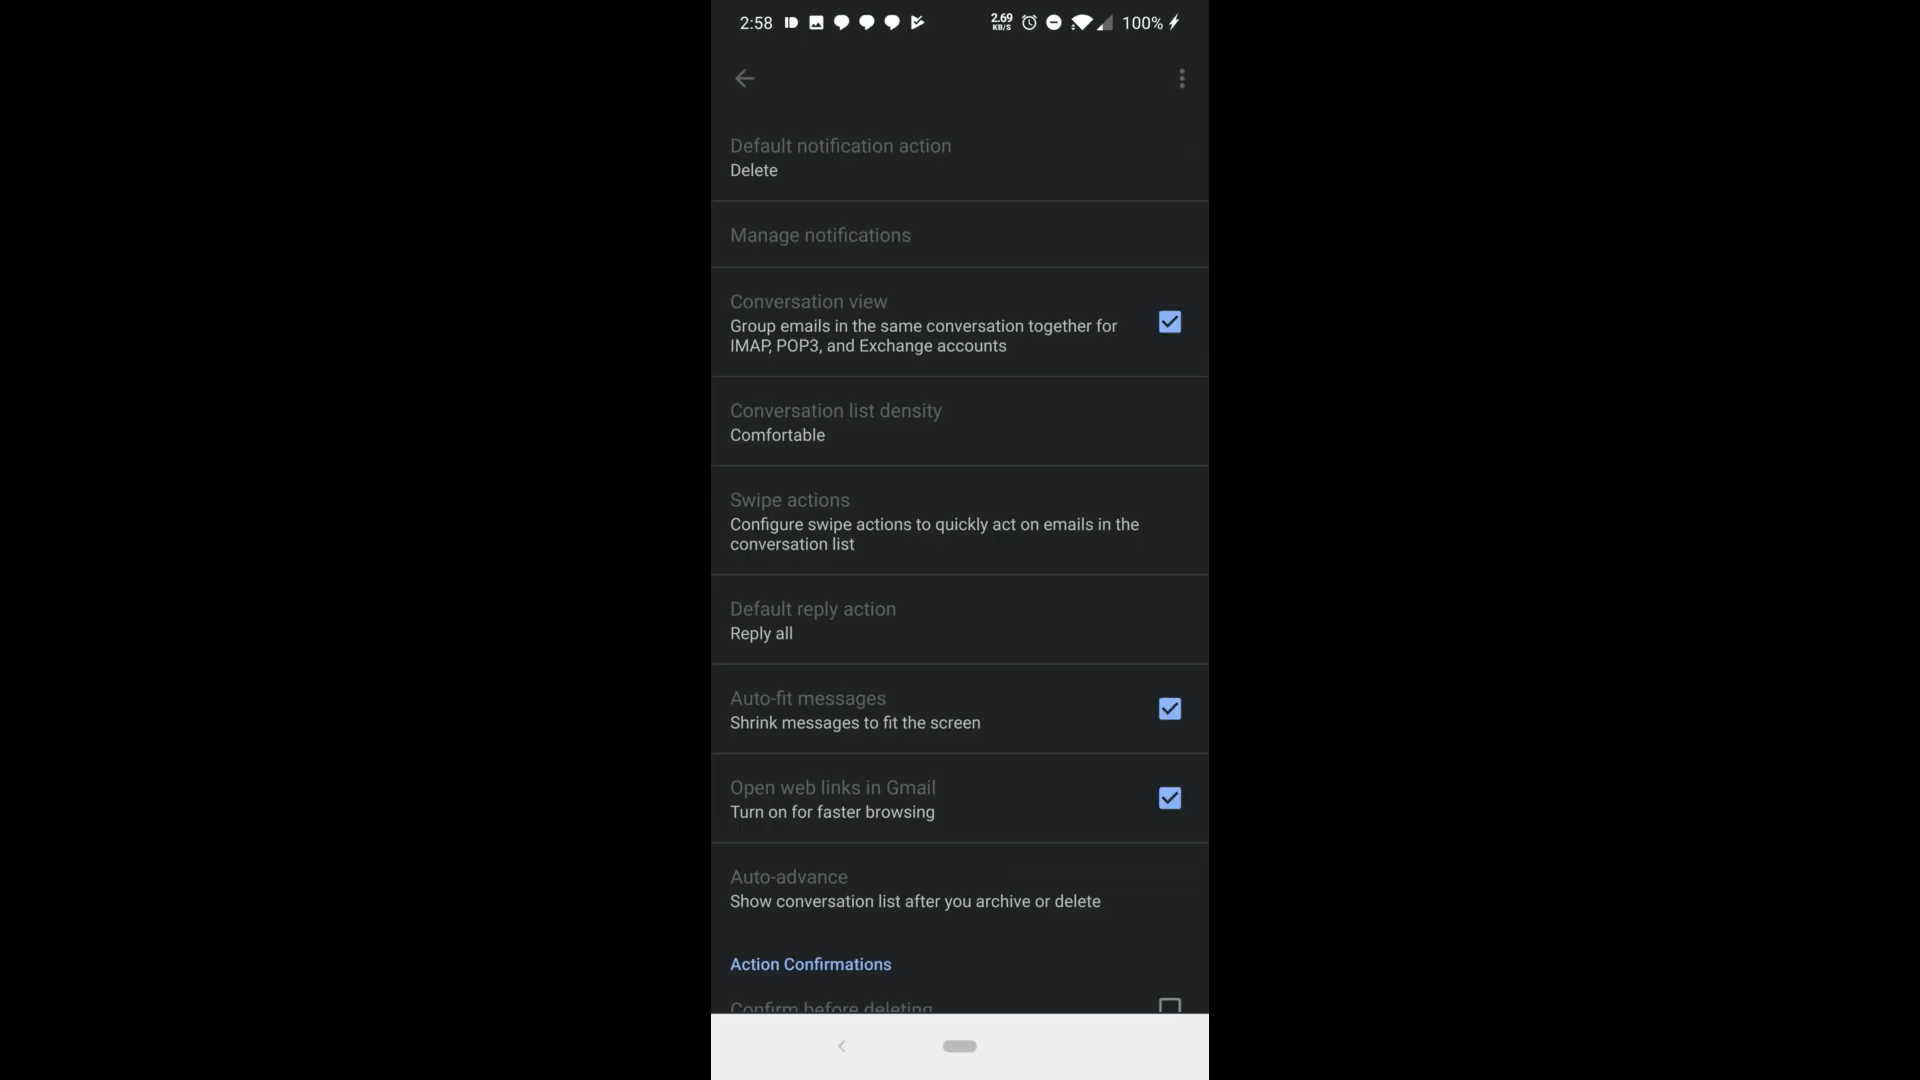 2:58
2.69
KB/S
100%
Default notification action
Delete
Manage notifications
Conversation view
Group emails in the same conversation together for
IMAP, POP3, and Exchange accounts
Conversation list density
Comfortable
Swipe actions
Configure swipe actions to quickly act on emails in the
conversation list
Default reply action
Reply all
Auto-fit messages
Shrink messages to fit the screen
Open web links in Gmail
Turn on for faster browsing
Auto-advance
Show conversation list after you archive or delete
Action Confirmations
Confirm before deleting